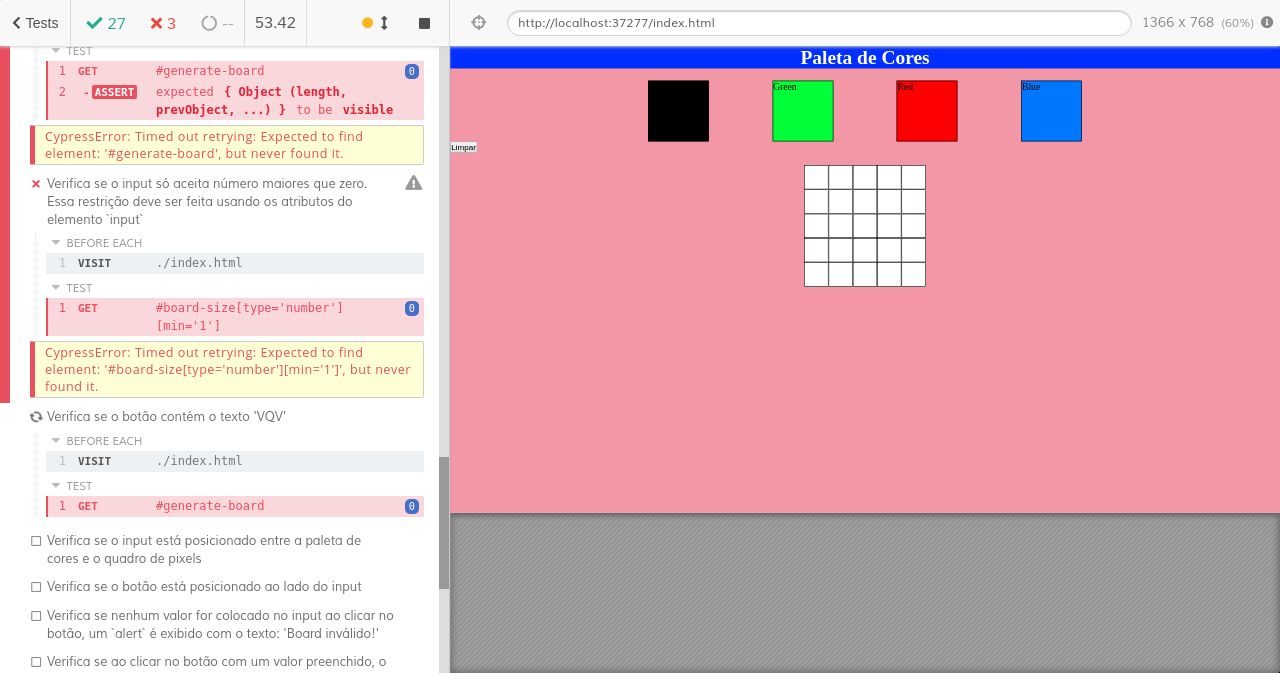 Tests
27
3
--
53.42
http://localhost:37277/index.html
1366 x 768 (60%)
TEST
1 GET #generate-board 0
2 - ASSERT expected { Object (length,
prevObject, ...) } to be visible
CypressError: Timed out retrying: Expected to find
element: '#generate-board', but never found it.
Verifica se o input só aceita número maiores que zero.
Essa restrição deve ser feita usando os atributos do
elemento `input`
BEFORE EACH
1 VISIT ./index.html
TEST
1 GET #board-size[type='number'] 0
[min='1']
CypressError: Timed out retrying: Expected to find
element: '#board-size[type='number'][min='1']', but never
found it.
Verifica se o botão contém o texto 'VQV'
BEFORE EACH
1 VISIT ./index.html
TEST
1 GET #generate-board 0
Verifica se o input está posicionado entre a paleta de
cores e o quadro de pixels
Verifica se o botão está posicionado ao lado do input
Verifica se nenhum valor for colocado no input ao clicar no
botão, um `alert` é exibido com o texto: 'Board inválido!'
Verifica se ao clicar no botão com um valor preenchido, o
Paleta de Cores
Green
Red
Blue
Limpar